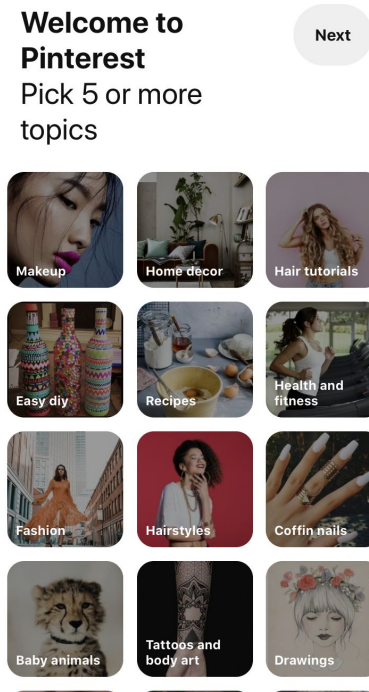 Welcome to
Pinterest
Next
Pick 5 or more
topics
Makeup
Home décor
Hair tutorials
Easy diy
Recipes
Health and
fitness
Fashion
Hairstyles
Coffin nails
Baby animals
Tattoos and
body art
Drawings